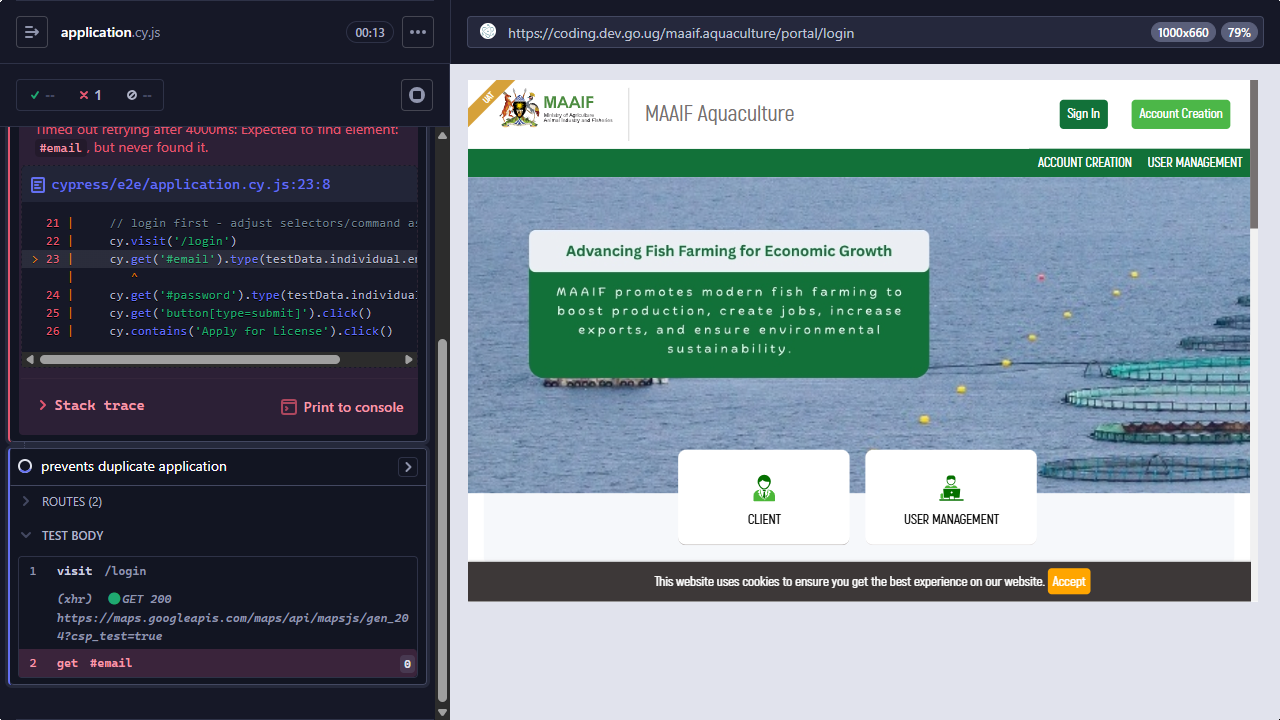 application.cy.js
00:13
--
1
--
Timed out retrying after 4000ms: Expected to find element:
#email, but never found it.
cypress/e2e/application.cy.js:23:8
21 | // login first - adjust selectors/command as
22 | cy.visit('/login')
> 23 | cy.get('#email').type(testData.individual.em
| ^
24 | cy.get('#password').type(testData.individual
25 | cy.get('button[type=submit]').click()
26 | cy.contains('Apply for License').click()
Stack trace
Print to console
prevents duplicate application
ROUTES (2)
TEST BODY
1 visit /login
(xhr) GET 200
https://maps.googleapis.com/maps/api/mapsjs/gen_20
4?csp_test=true
2 get #email 0
https://coding.dev.go.ug/maaif.aquaculture/portal/login
1000x660
79%
UAT
MAAIF
Ministry of Agriculture
Animal Industry and Fisheries
MAAIF Aquaculture
Sign In
Account Creation
ACCOUNT CREATION
USER MANAGEMENT
Advancing Fish Farming for Economic Growth
MAAIF promotes modern fish farming to
boost production, create jobs, increase
exports, and ensure environmental
sustainability.
CLIENT
USER MANAGEMENT
This website uses cookies to ensure you get the best experience on our website.
Accept